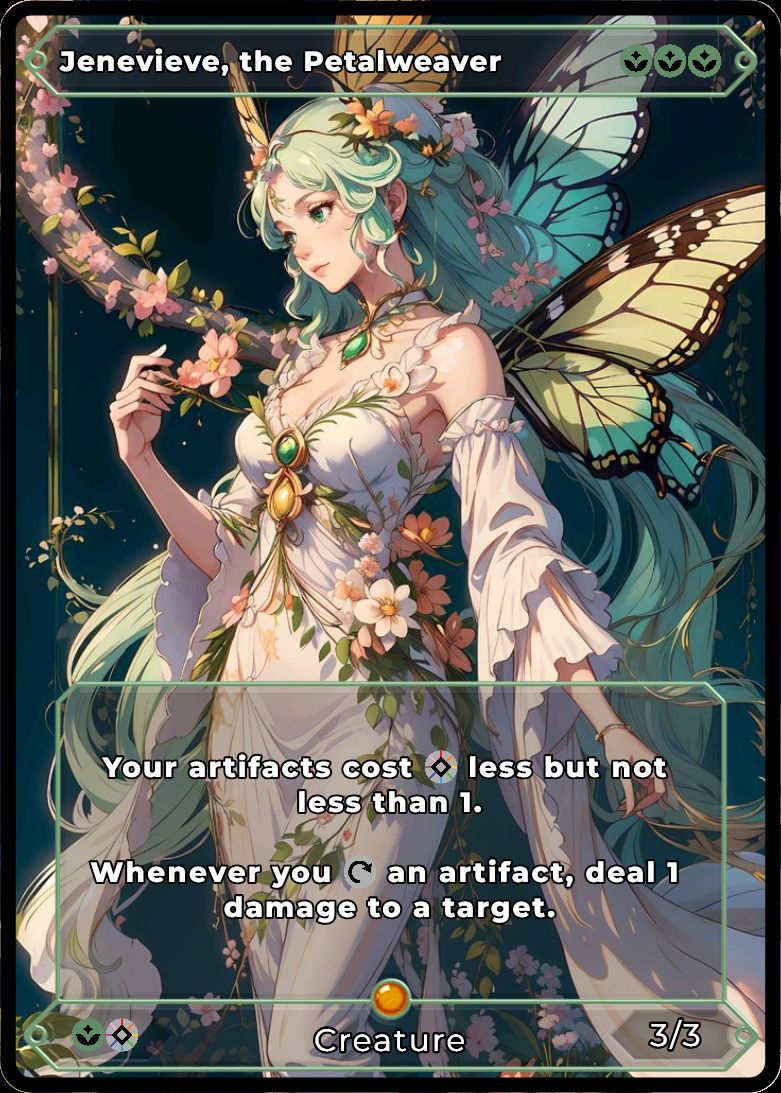 Jenevieve, the Petalweaver
Your artifacts cost less but not
less than 1.
Whenever you an artifact, deal 1
damage to a target.
Creature
3/3